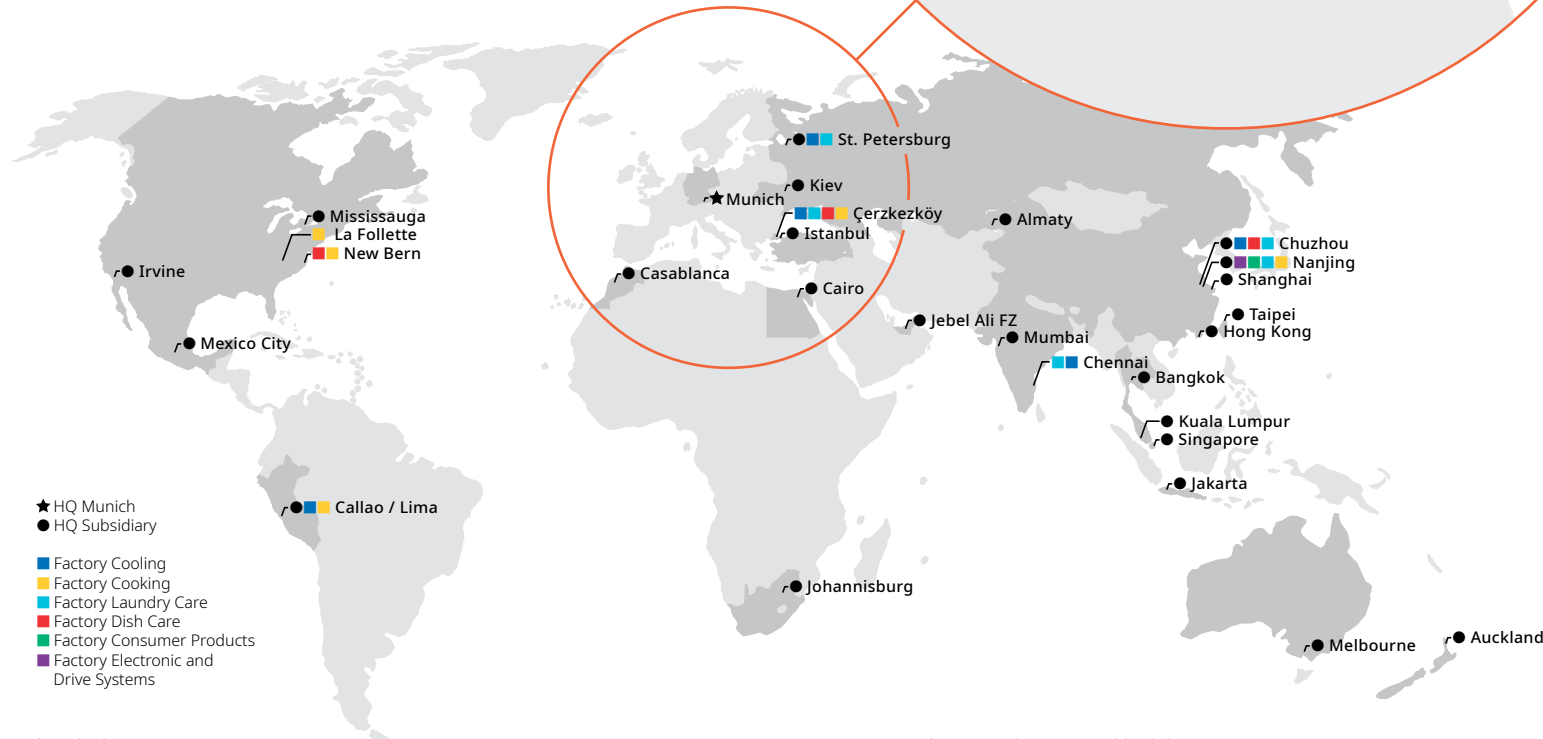 St. Petersburg
Kiev
Munich
Çerzkezköy
Istanbul
Almaty
Mississauga
La Follette
New Bern
Irvine
Casablanca
Cairo
Chuzhou
Nanjing
Shanghai
Jebel Ali FZ
Taipei
Hong Kong
Mexico City
Mumbai
Chennai
Bangkok
Kuala Lumpur
Singapore
Jakarta
Callao / Lima
Johannisburg
Melbourne
Auckland
HQ Munich
HQ Subsidiary
Factory Cooling
Factory Cooking
Factory Laundry Care
Factory Dish Care
Factory Consumer Products
Factory Electronic and
Drive Systems